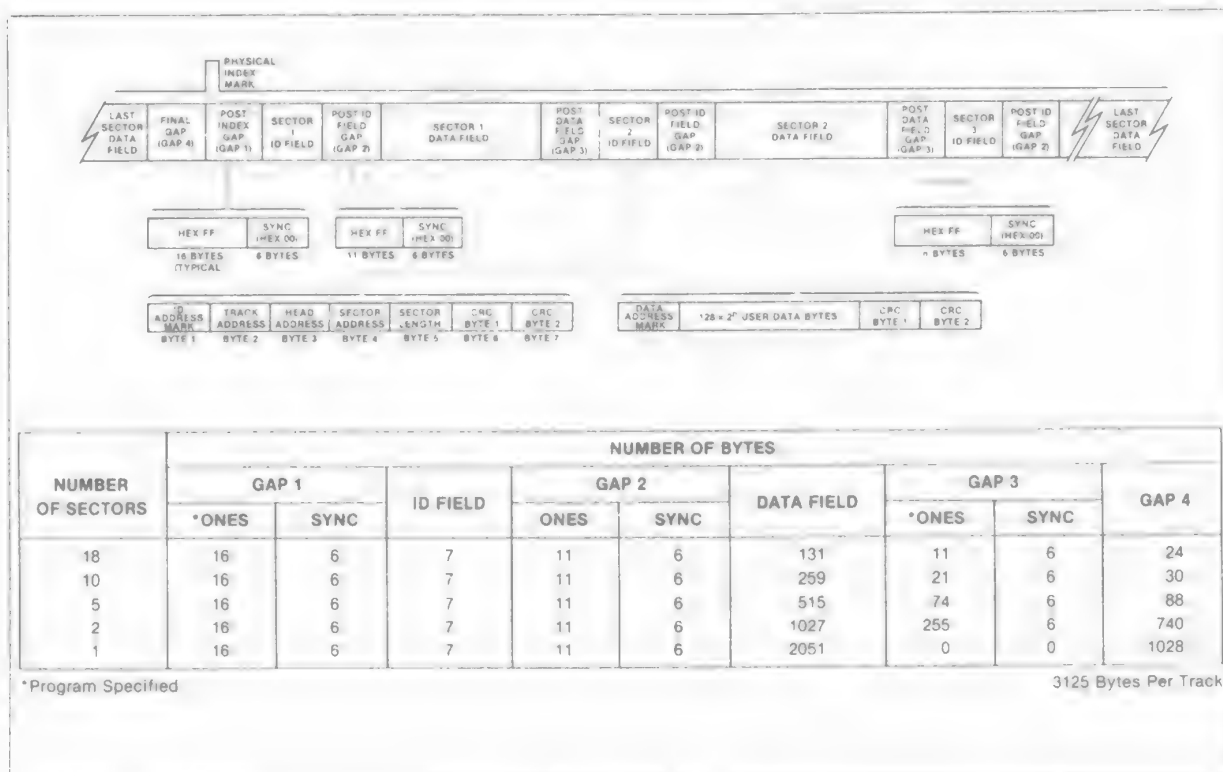 PHYSICAL
INDEX
MARK
LAST
SECTOR
DATA
FIELD
FINAL
GAP
(GAP 4)
POST
INDEX
GAP
(GAP 1)
SECTOR
1
ID FIELD
POST ID
FIELD
GAP
(GAP 2)
SECTOR 1
DATA FIELD
POST
DATA
FIELD
GAP
(GAP 3)
SECTOR
2
ID FIELD
POST ID
FIELD
GAP
(GAP 2)
SECTOR 2
DATA FIELD
POST
DATA
FIELD
GAP
(GAP 3)
SECTOR
3
ID FIELD
POST ID
FIELD
GAP
(GAP 2)
LAST
SECTOR
DATA
FIELD
HEX FF
SYNC
(HEX 00)
16 BYTES
(TYPICAL
6 BYTES
HEX FF
SYNC
(HEX 00)
11 BYTES
6 BYTES
HEX FF
SYNC
(HEX 00)
BYTES
6 BYTES
ID
ADDRESS
MARK
TRACK
ADDRESS
HEAD
ADDRESS
SECTOR
ADDRESS
SECTOR
LENGTH
CRC
BYTE 1
CRC
BYTE 2
BYTE 1 BYTE 2 BYTE 3 BYTE 4 BYTE 5 BYTE 6 BYTE 7
DATA
ADDRESS
MARK
128 × 2ⁿ USER DATA BYTES
CRC
BYTE 1
CRC
BYTE 2
NUMBER OF BYTES
NUMBER
OF SECTORS
GAP 1
ID FIELD
GAP 2
DATA FIELD
GAP 3
GAP 4
*ONES SYNC ONES SYNC *ONES SYNC
18 16 6 7 11 6 131 11 6 24
10 16 6 7 11 6 259 21 6 30
5 16 6 7 11 6 515 74 6 88
2 16 6 7 11 6 1027 255 6 740
1 16 6 7 11 6 2051 0 0 1028
*Program Specified
3125 Bytes Per Track